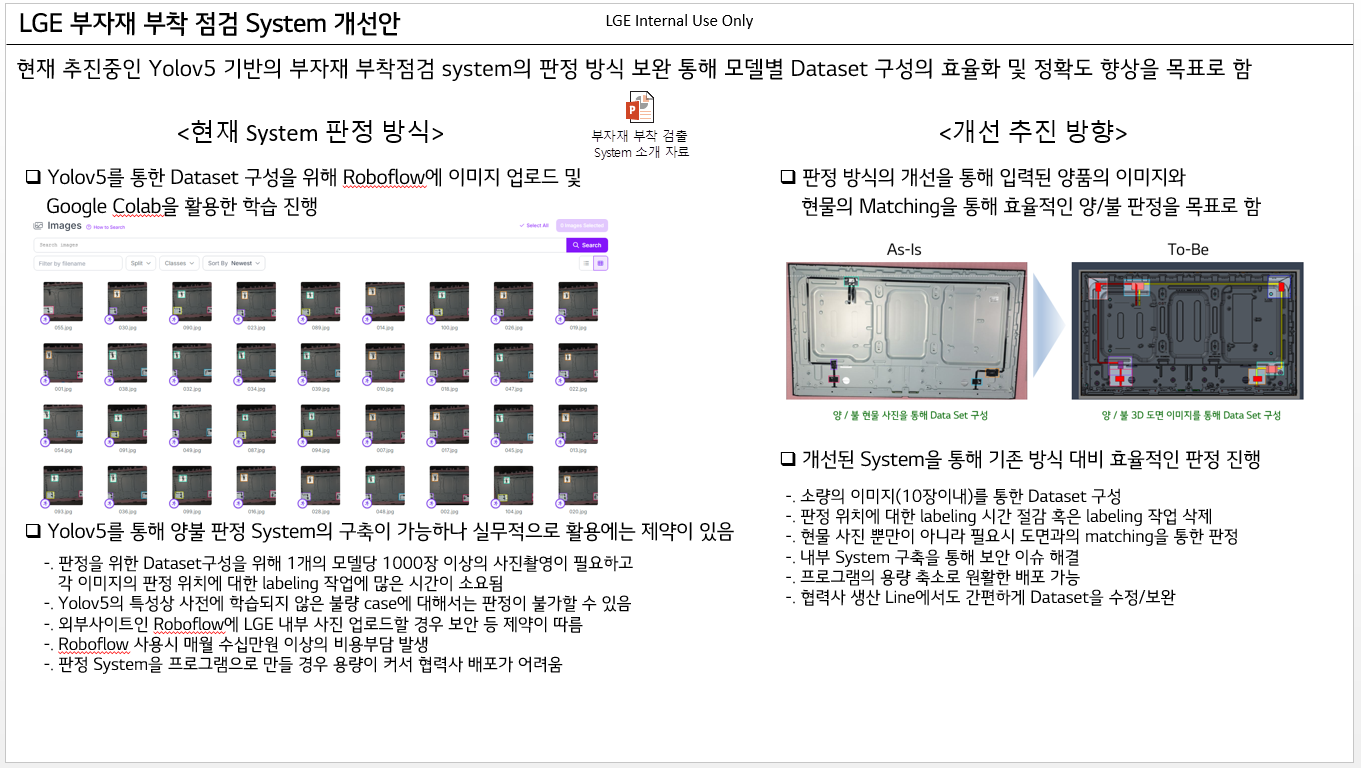 LGE 부자재 부착 점검 System 개선안
LGE Internal Use Only
현재 추진중인 Yolov5 기반의 부자재 부착점검 system의 판정 방식 보완 통해 모델별 Dataset 구성의 효율화 및 정확도 향상을 목표로 함
부자재 부착 검출
System 소개 자료
<현재 System 판정 방식>
❑ Yolov5를 통한 Dataset 구성을 위해 Roboflow에 이미지 업로드 및
Google Colab을 활용한 학습 진행
Images How to Search
Select All
Search images
Search
Filter by filename Split Classes Sort By Newest
055.jpg 030.jpg 090.jpg 023.jpg 089.jpg 014.jpg 100.jpg 026.jpg 019.jpg
001.jpg 038.jpg 032.jpg 034.jpg 039.jpg 010.jpg 018.jpg 047.jpg 022.jpg
054.jpg 091.jpg 049.jpg 087.jpg 094.jpg 007.jpg 017.jpg 045.jpg 012.jpg
093.jpg 036.jpg 099.jpg 016.jpg 028.jpg 048.jpg 002.jpg 104.jpg 020.jpg
❑ Yolov5를 통해 양불 판정 System의 구축이 가능하나 실무적으로 활용에는 제약이 있음
-. 판정을 위한 Dataset구성을 위해 1개의 모델당 1000장 이상의 사진촬영이 필요하고
각 이미지의 판정 위치에 대한 labeling 작업에 많은 시간이 소요됨
-. Yolov5의 특성상 사전에 학습되지 않은 불량 case에 대해서는 판정이 불가할 수 있음
-. 외부사이트인 Roboflow에 LGE 내부 사진 업로드할 경우 보안 등 제약이 따름
-. Roboflow 사용시 매월 수십만원 이상의 비용부담 발생
-. 판정 System을 프로그램으로 만들 경우 용량이 커서 협력사 배포가 어려움
<개선 추진 방향>
❑ 판정 방식의 개선을 통해 입력된 양품의 이미지와
현물의 Matching을 통해 효율적인 양/불 판정을 목표로 함
As-Is
To-Be
양 / 불 현물 사진을 통해 Data Set 구성
양 / 불 3D 도면 이미지를 통해 Data Set 구성
❑ 개선된 System을 통해 기존 방식 대비 효율적인 판정 진행
-. 소량의 이미지(10장이내)를 통한 Dataset 구성
-. 판정 위치에 대한 labeling 시간 절감 혹은 labeling 작업 삭제
-. 현물 사진 뿐만이 아니라 필요시 도면과의 matching을 통한 판정
-. 내부 System 구축을 통해 보안 이슈 해결
-. 프로그램의 용량 축소로 원활한 배포 가능
-. 협력사 생산 Line에서도 간편하게 Dataset을 수정/보완